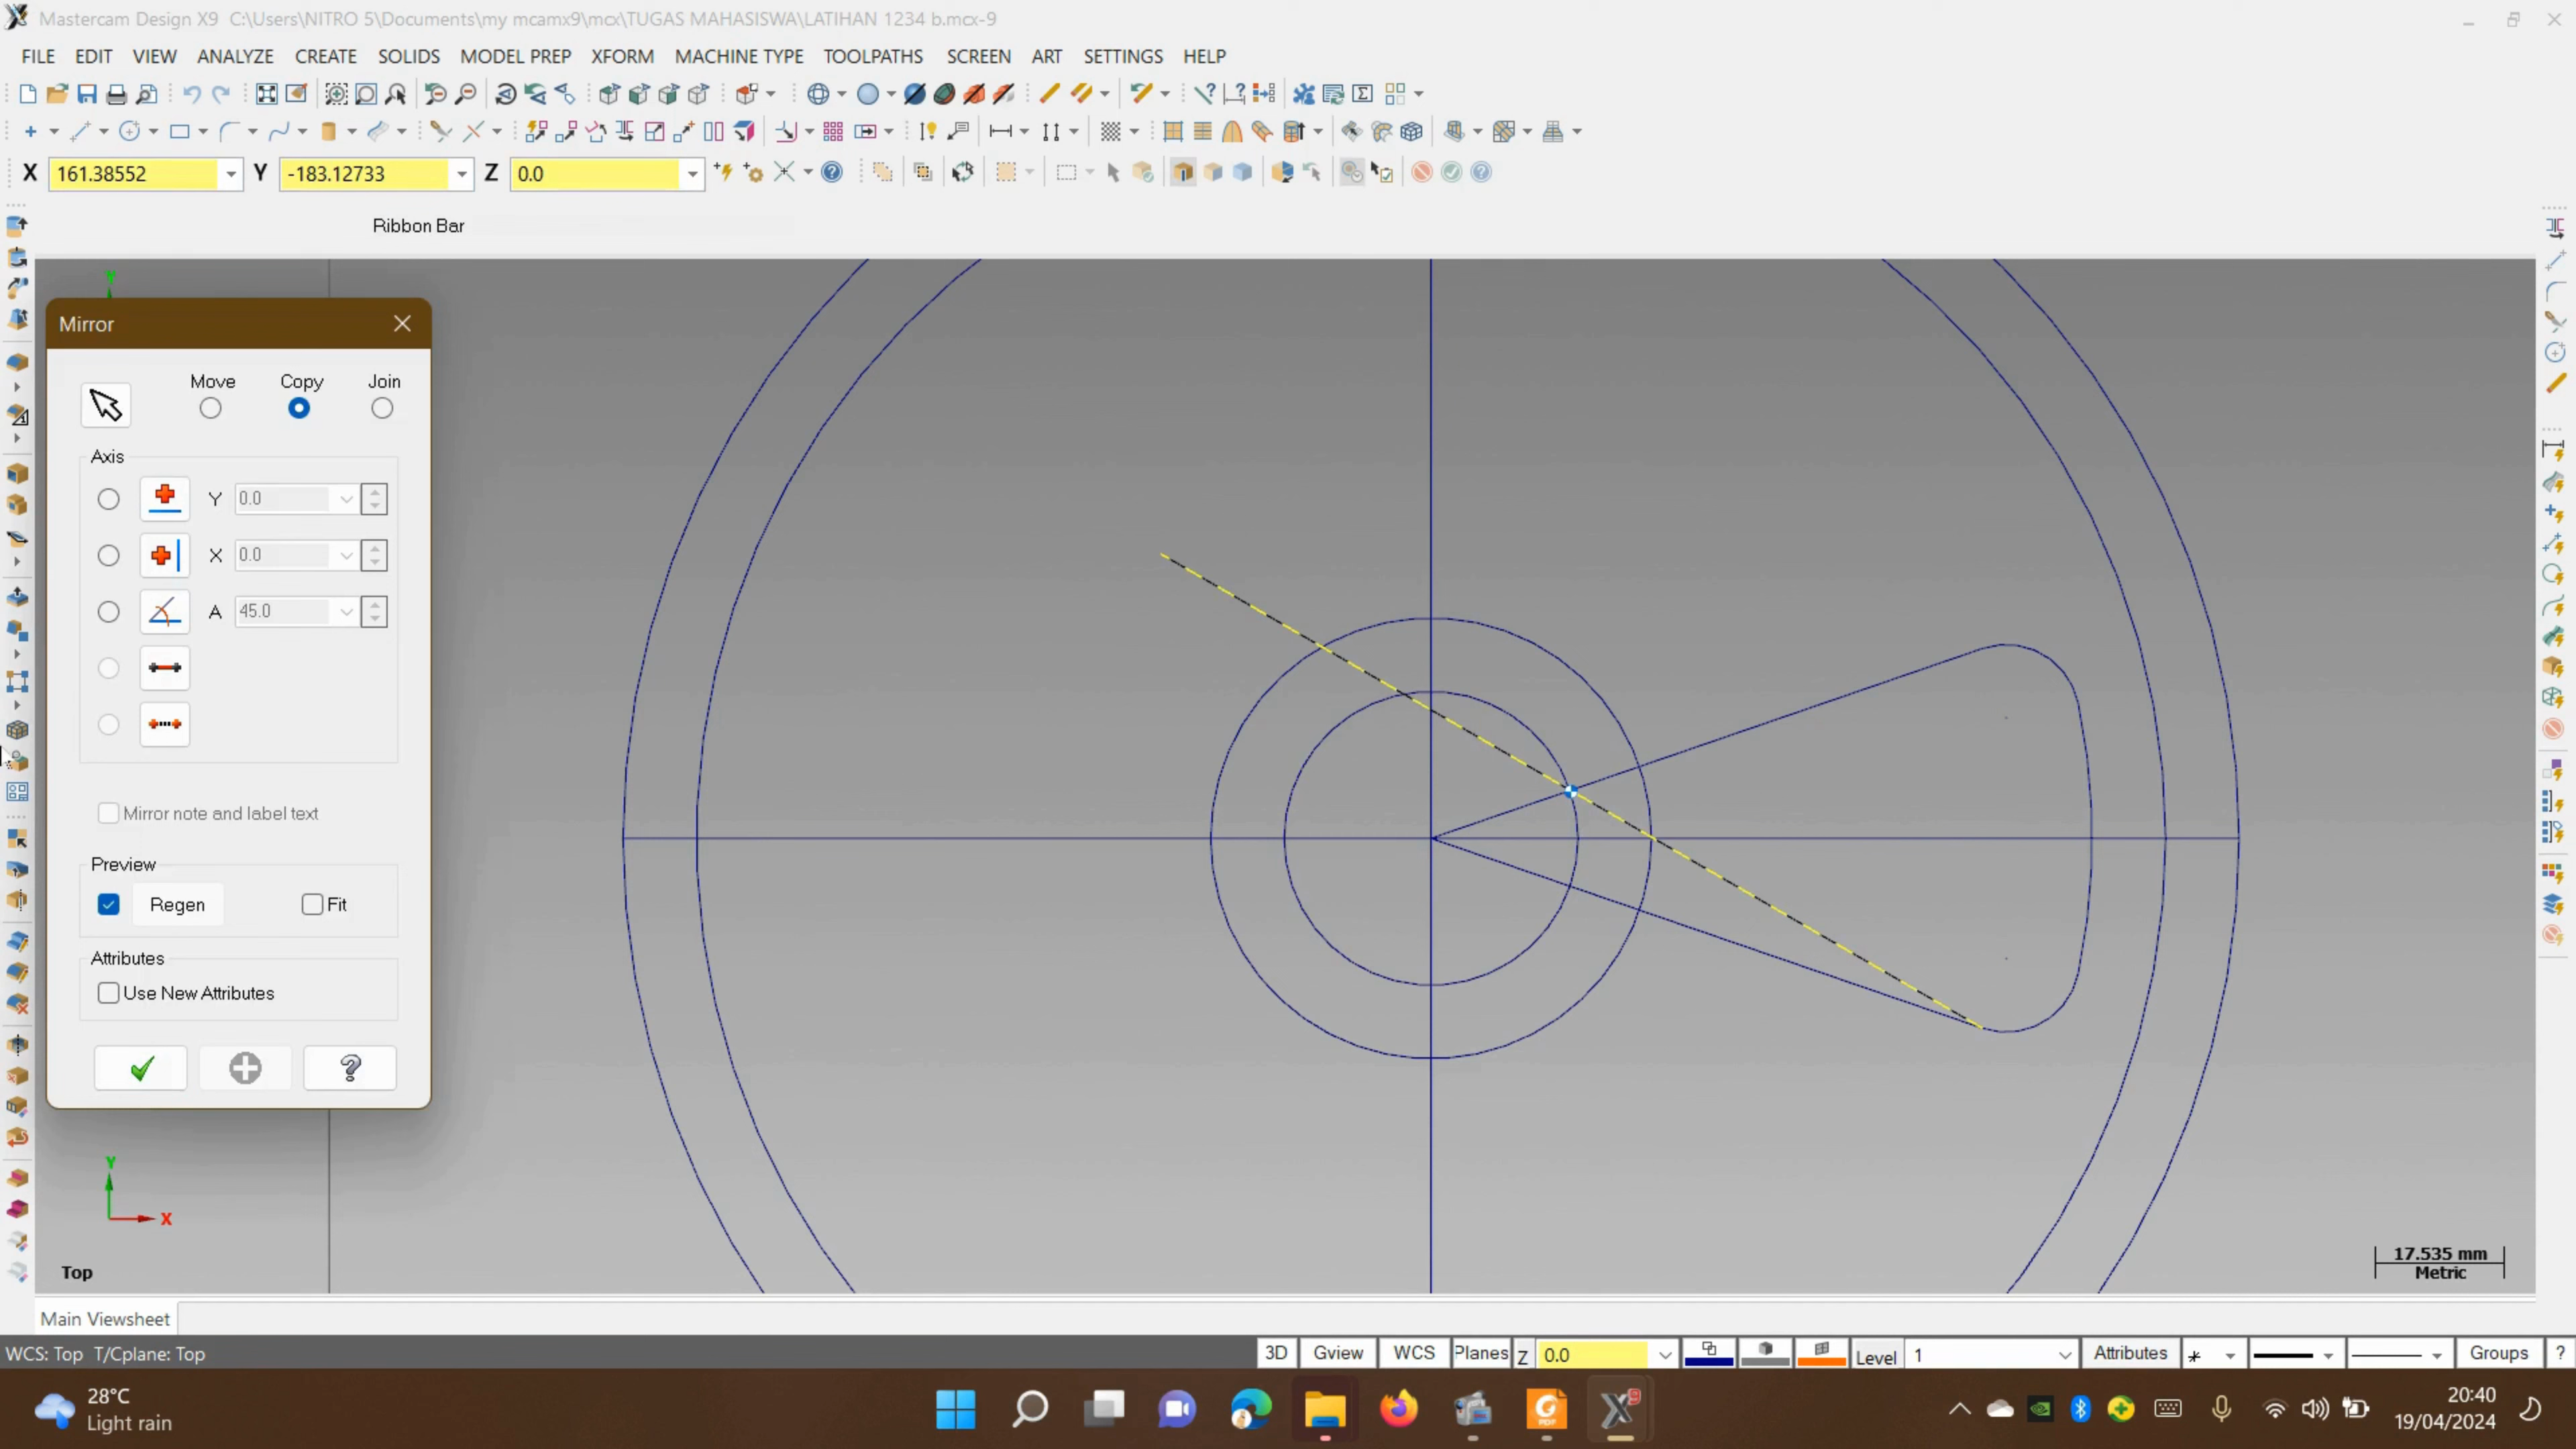 Mastercam Design X9 C:\Users\NITRO 5\Documents\my mcamx9\mcx\TUGAS MAHASISWA\LATIHAN 1234 b.mcx-9
FILE EDIT VIEW ANALYZE CREATE SOLIDS MODEL PREP XFORM MACHINE TYPE TOOLPATHS SCREEN ART SETTINGS HELP
X 161.38552 Y -183.12733 Z 0.0
Ribbon Bar
Mirror
Move Copy Join
Axis
Y 0.0
X 0.0
A 45.0
Mirror note and label text
Preview
Regen Fit
Attributes
Use New Attributes
Y
X
Top
17.535 mm
Metric
Main Viewsheet
WCS: Top T/Cplane: Top 3D Gview WCS Planes Z 0.0 Level 1 Attributes Groups ?
28°C
Light rain
20:40
19/04/2024